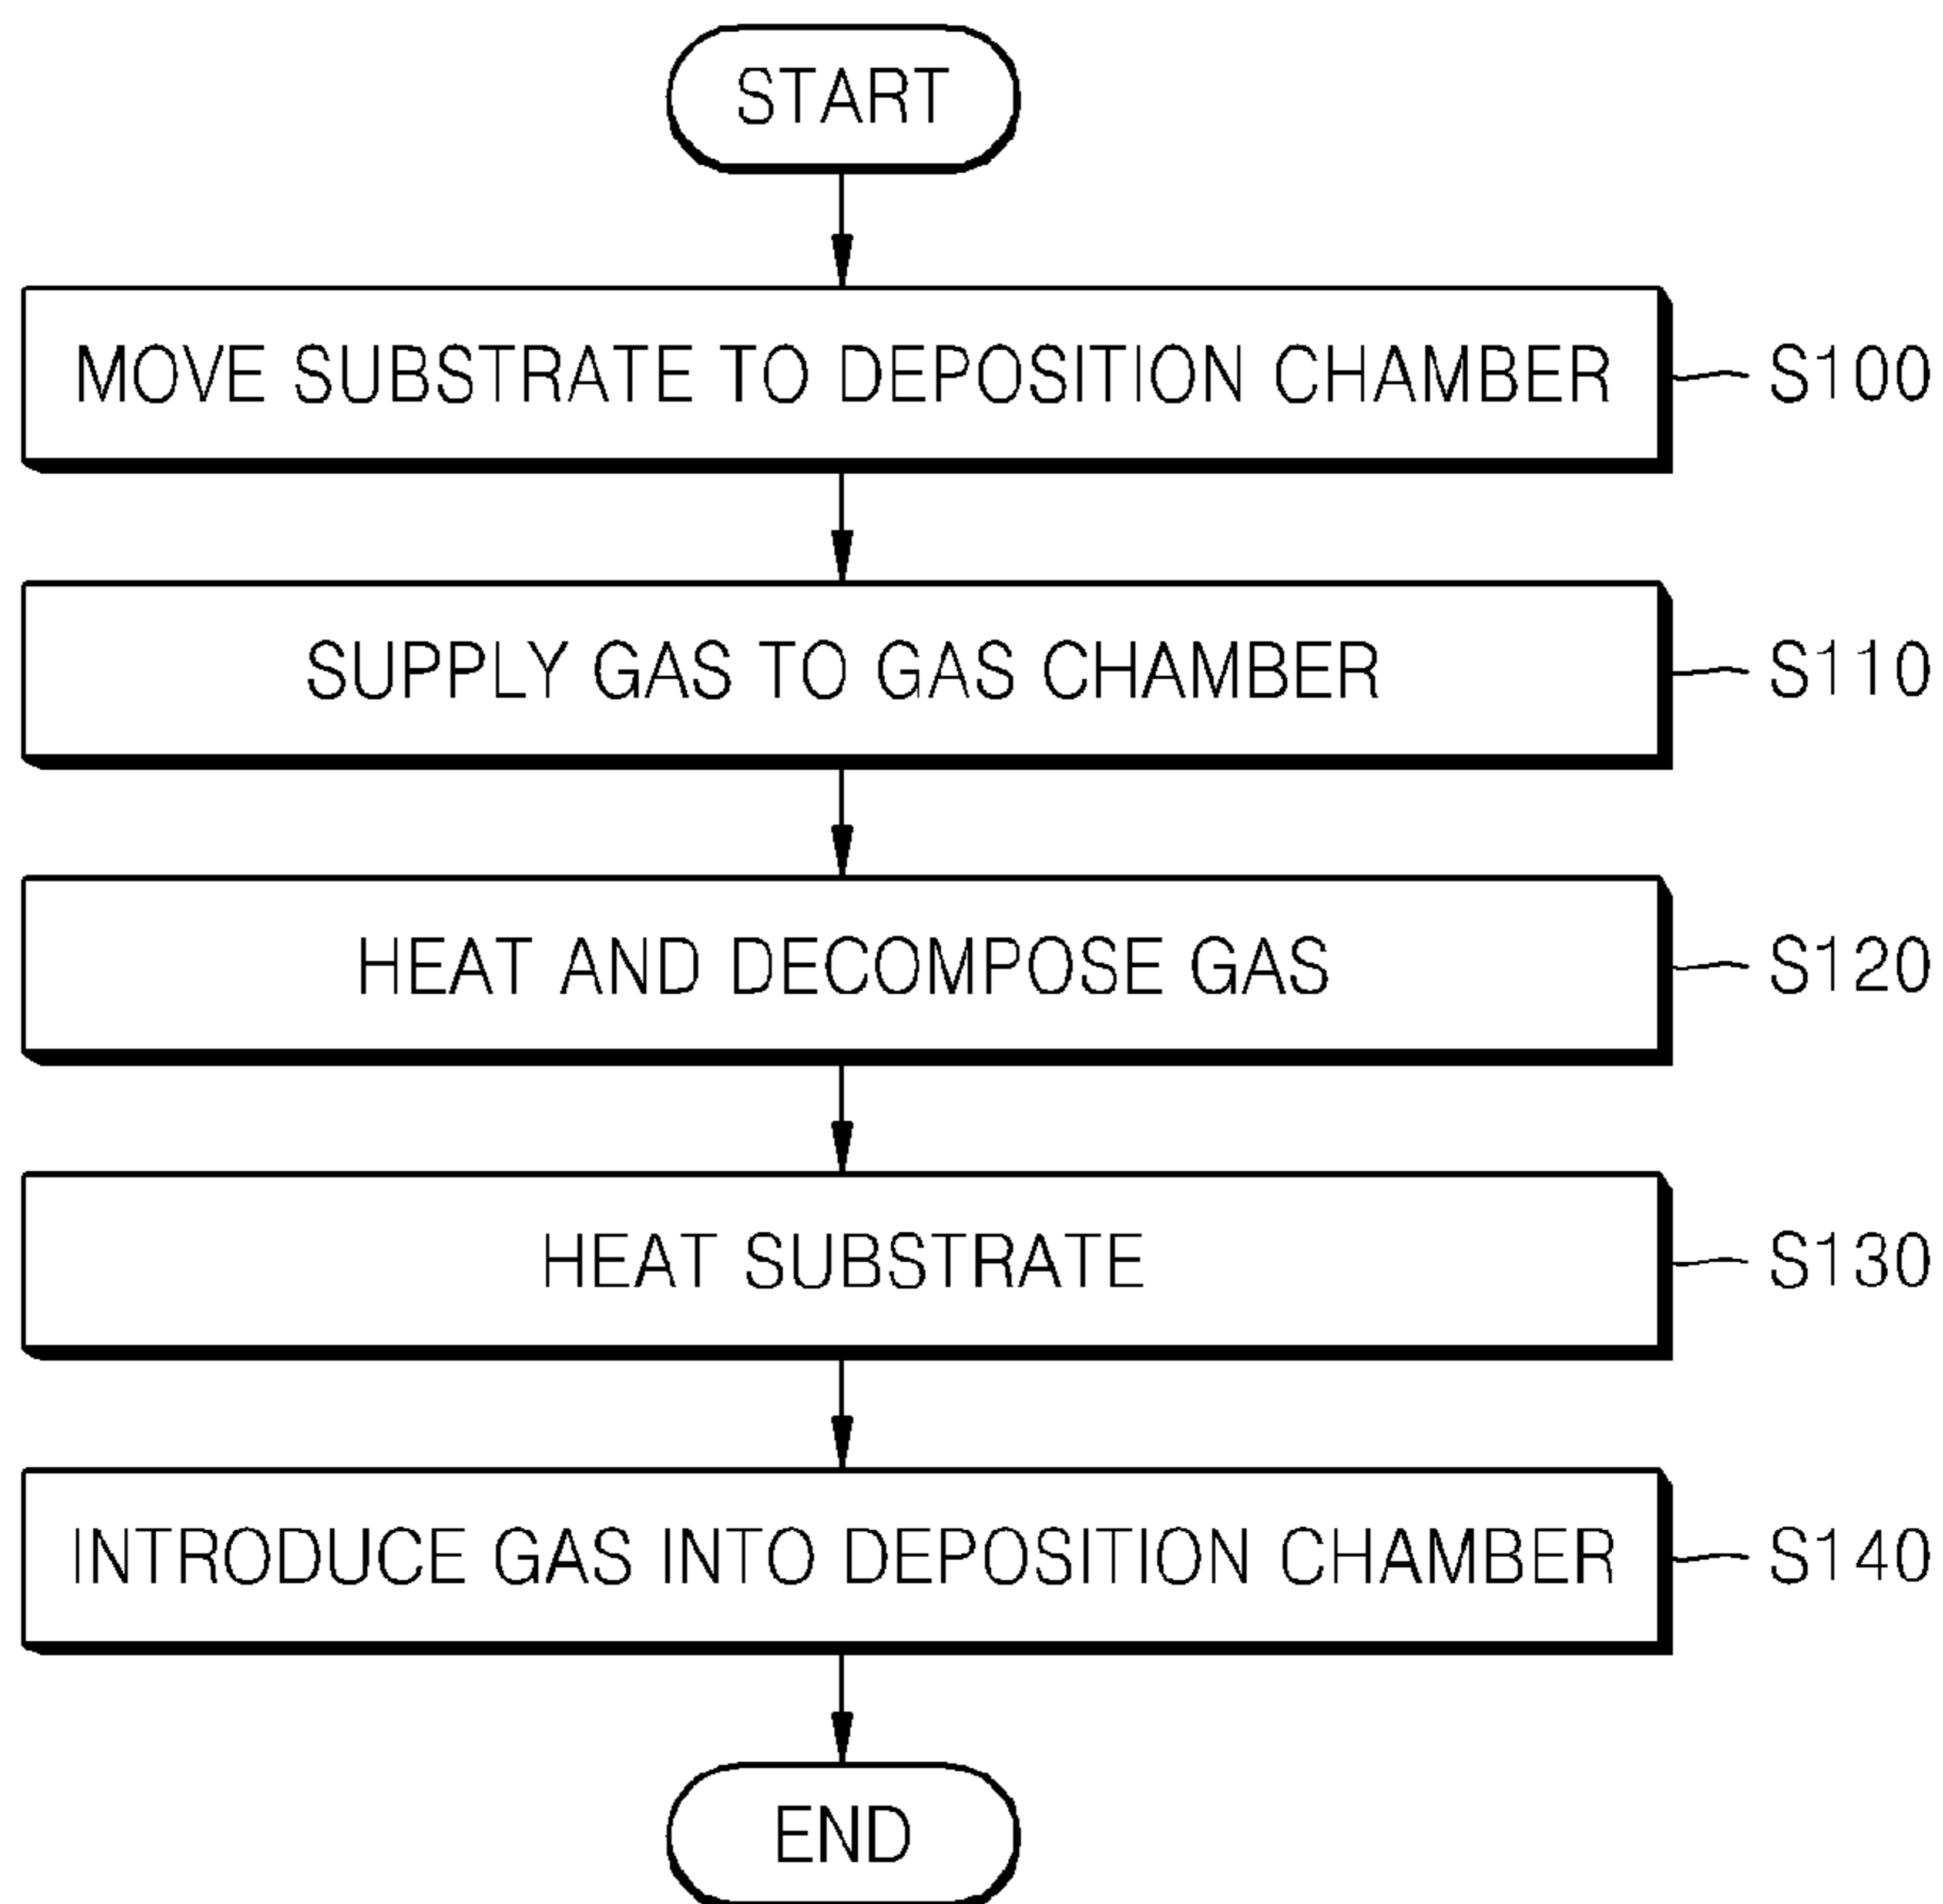 START
MOVE SUBSTRATE TO DEPOSITION CHAMBER S100
SUPPLY GAS TO GAS CHAMBER S110
HEAT AND DECOMPOSE GAS S120
HEAT SUBSTRATE S130
INTRODUCE GAS INTO DEPOSITION CHAMBER S140
END